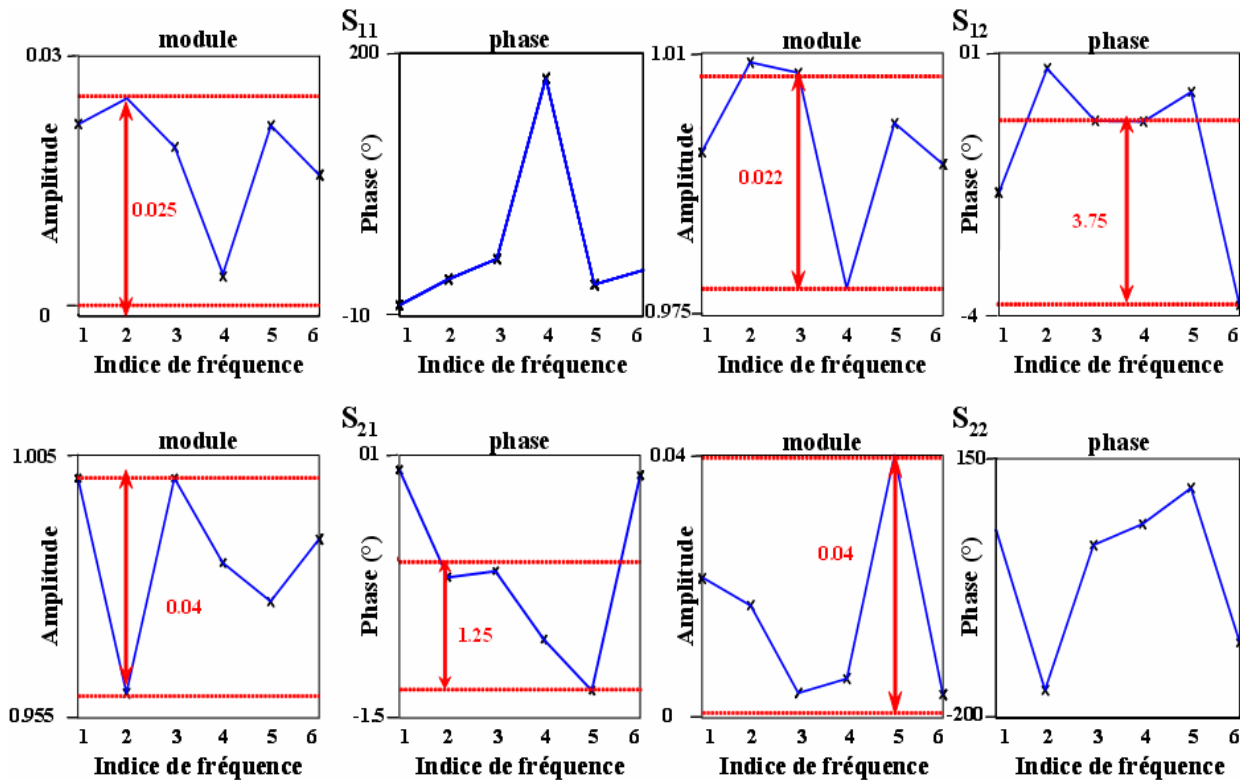 S11
module
phase
0.03
0
Amplitude
0.025
1 2 3 4 5 6
Indice de fréquence
200
-10
Phase (°)
1 2 3 4 5 6
Indice de fréquence
S12
module
phase
1.01
0.975
Amplitude
0.022
1 2 3 4 5 6
Indice de fréquence
01
-4
Phase (°)
3.75
1 2 3 4 5 6
Indice de fréquence
S21
module
phase
1.005
0.955
Amplitude
0.04
1 2 3 4 5 6
Indice de fréquence
01
-1.5
Phase (°)
1.25
1 2 3 4 5 6
Indice de fréquence
S22
module
phase
0.04
0
Amplitude
0.04
1 2 3 4 5 6
Indice de fréquence
150
-200
Phase (°)
1 2 3 4 5 6
Indice de fréquence